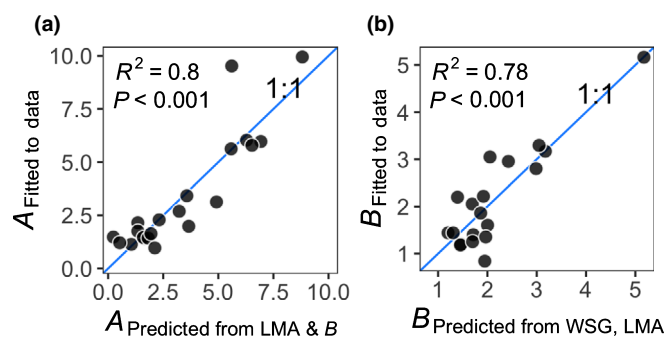 (a)
R² = 0.8
P < 0.001
1:1
10.0
7.5
5.0
2.5
0.0
A Fitted to data
0.0 2.5 5.0 7.5 10.0
A Predicted from LMA & B
(b)
R² = 0.78
P < 0.001
1:1
5
4
3
2
1
B Fitted to data
1 2 3 4 5
B Predicted from WSG, LMA